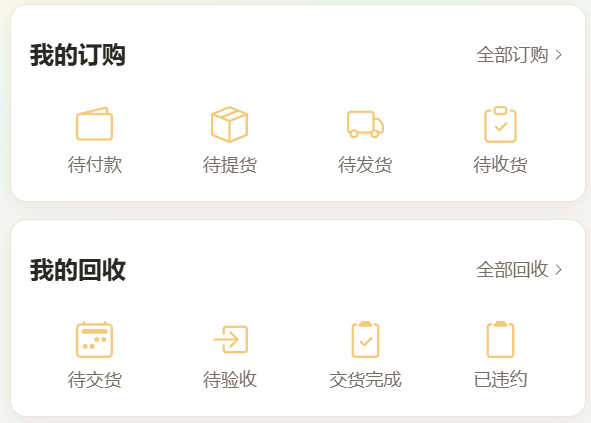 我的订购 全部订购
待付款 待提货 待发货 待收货
我的回收 全部回收
待交货 待验收 交货完成 已违约